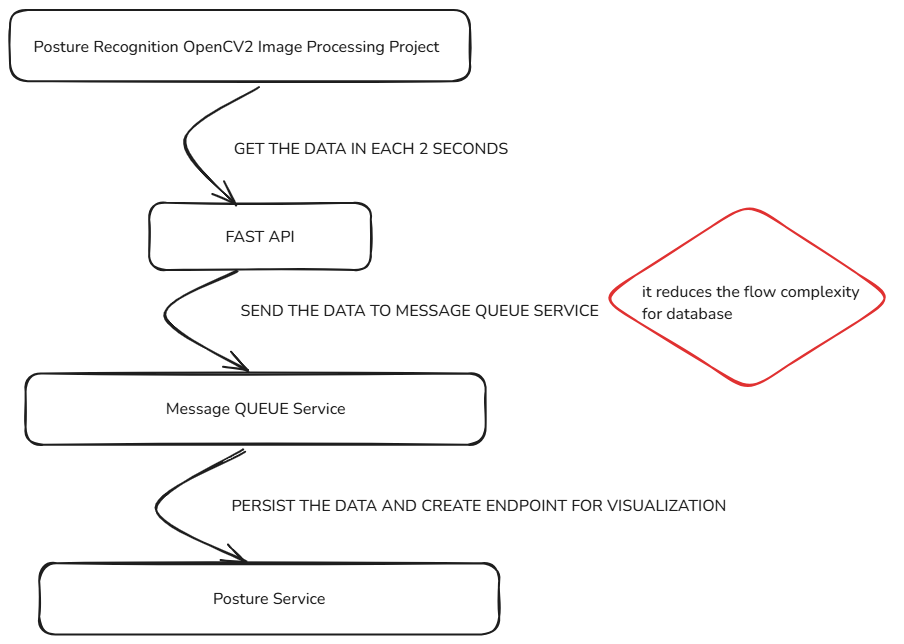 Posture Recognition OpenCV2 Image Processing Project
GET THE DATA IN EACH 2 SECONDS
FAST API
SEND THE DATA TO MESSAGE QUEUE SERVICE
it reduces the flow complexity
for database
Message QUEUE Service
PERSIST THE DATA AND CREATE ENDPOINT FOR VISUALIZATION
Posture Service